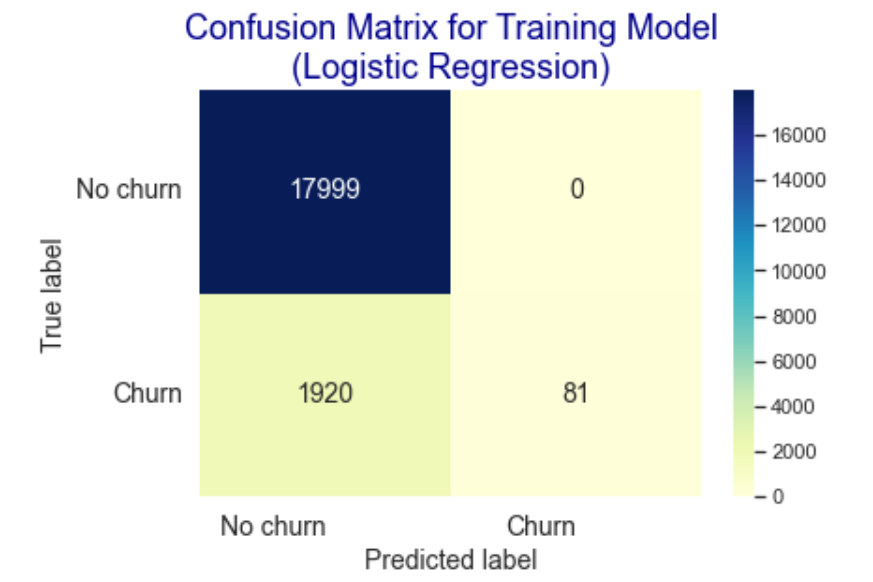 Confusion Matrix for Training Model
(Logistic Regression)
No churn
17999
0
Churn
1920
81
True label
No churn
Churn
Predicted label
16000
14000
12000
10000
8000
6000
4000
2000
0